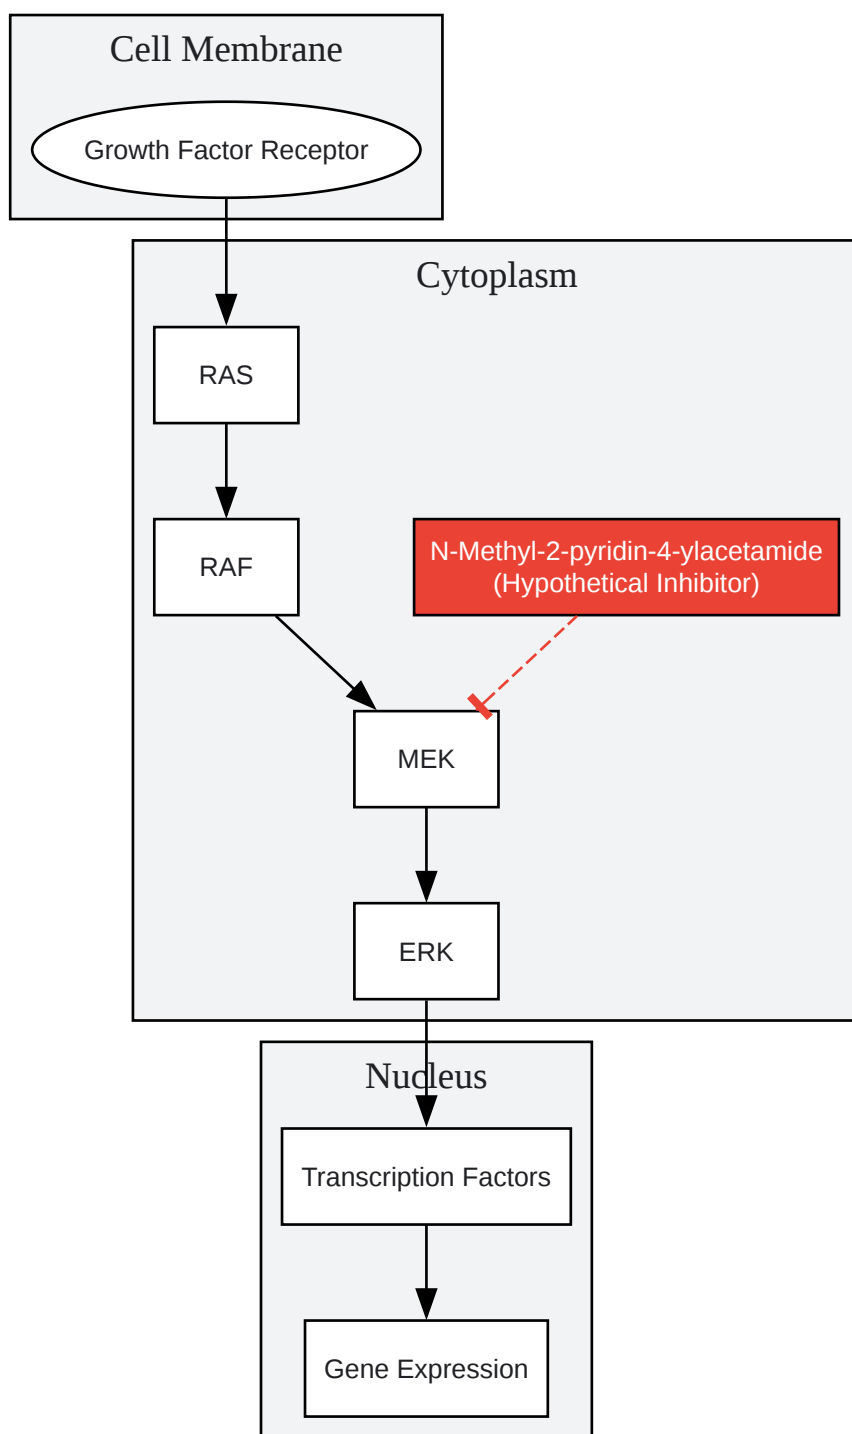 Cell Membrane
Growth Factor Receptor
Cytoplasm
RAS
RAF
N-Methyl-2-pyridin-4-ylacetamide
(Hypothetical Inhibitor)
MEK
ERK
Nucleus
Transcription Factors
Gene Expression